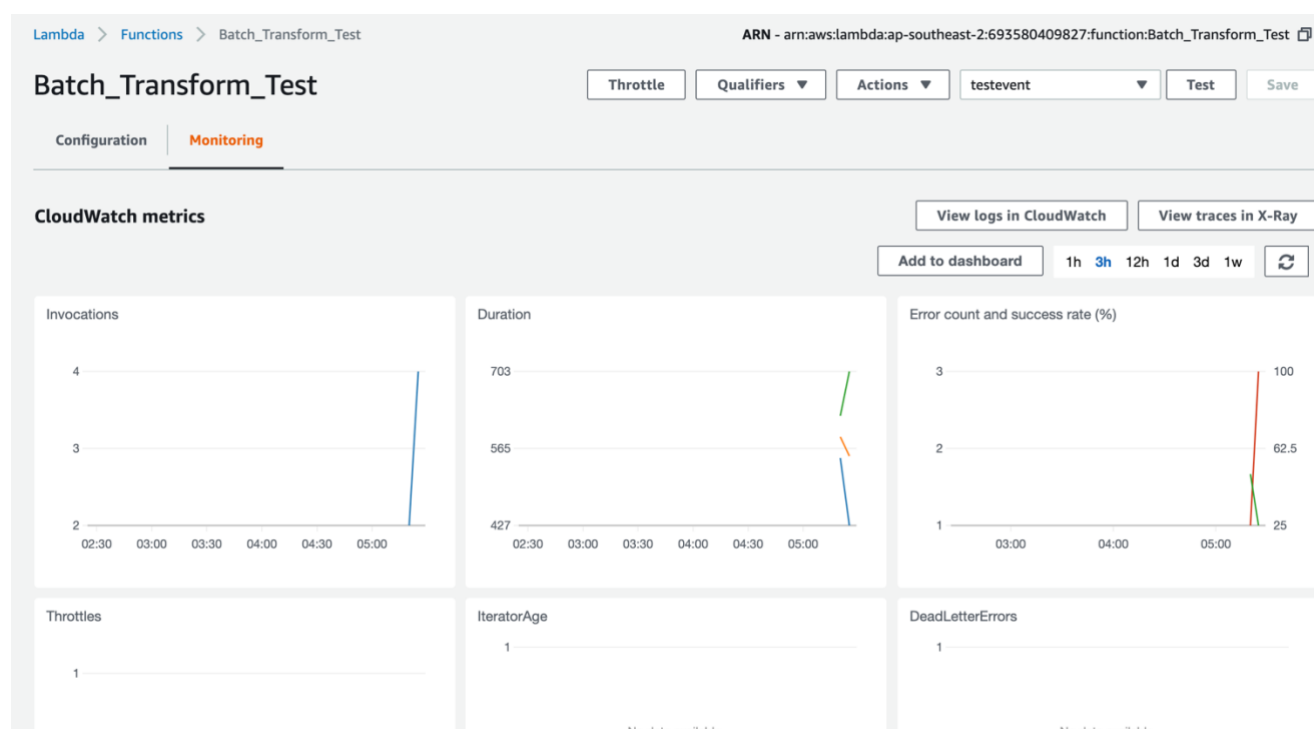 Lambda > Functions > Batch_Transform_Test
ARN - arn:aws:lambda:ap-southeast-2:693580409827:function:Batch_Transform_Test
Batch_Transform_Test
Throttle
Qualifiers
Actions
testevent
Test
Save
Configuration
Monitoring
CloudWatch metrics
View logs in CloudWatch
View traces in X-Ray
Add to dashboard
1h 3h 12h 1d 3d 1w
Invocations
4
3
2
02:30 03:00 03:30 04:00 04:30 05:00
Duration
703
565
427
02:30 03:00 03:30 04:00 04:30 05:00
Error count and success rate (%)
3 100
2 62.5
1 25
03:00 04:00 05:00
Throttles
1
IteratorAge
1
DeadLetterErrors
1